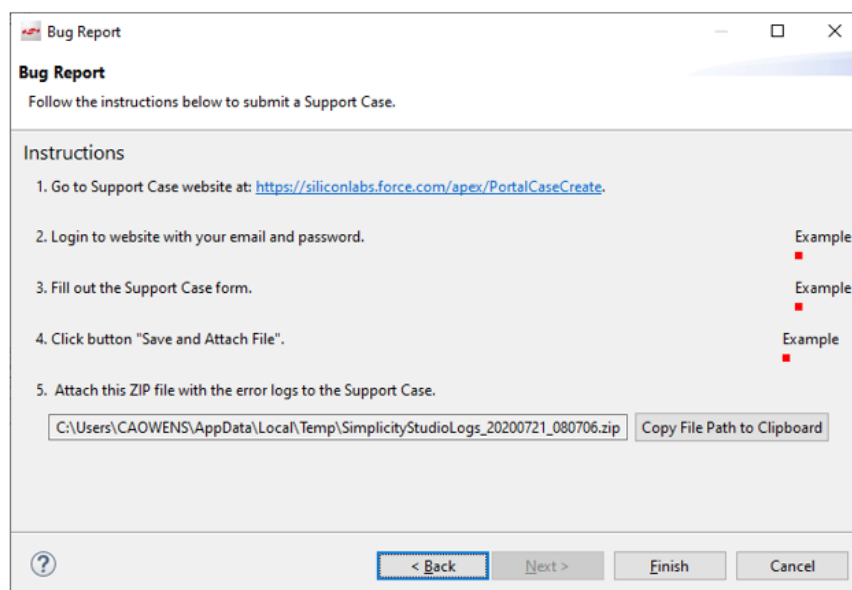 Bug Report
Bug Report
Follow the instructions below to submit a Support Case.
Instructions
1. Go to Support Case website at: https://siliconlabs.force.com/apex/PortalCaseCreate.
2. Login to website with your email and password.
Example
3. Fill out the Support Case form.
Example
4. Click button "Save and Attach File".
Example
5. Attach this ZIP file with the error logs to the Support Case.
C:\Users\CAOWENS\AppData\Local\Temp\SimplicityStudioLogs_20200721_080706.zip Copy File Path to Clipboard
? < Back Next > Finish Cancel